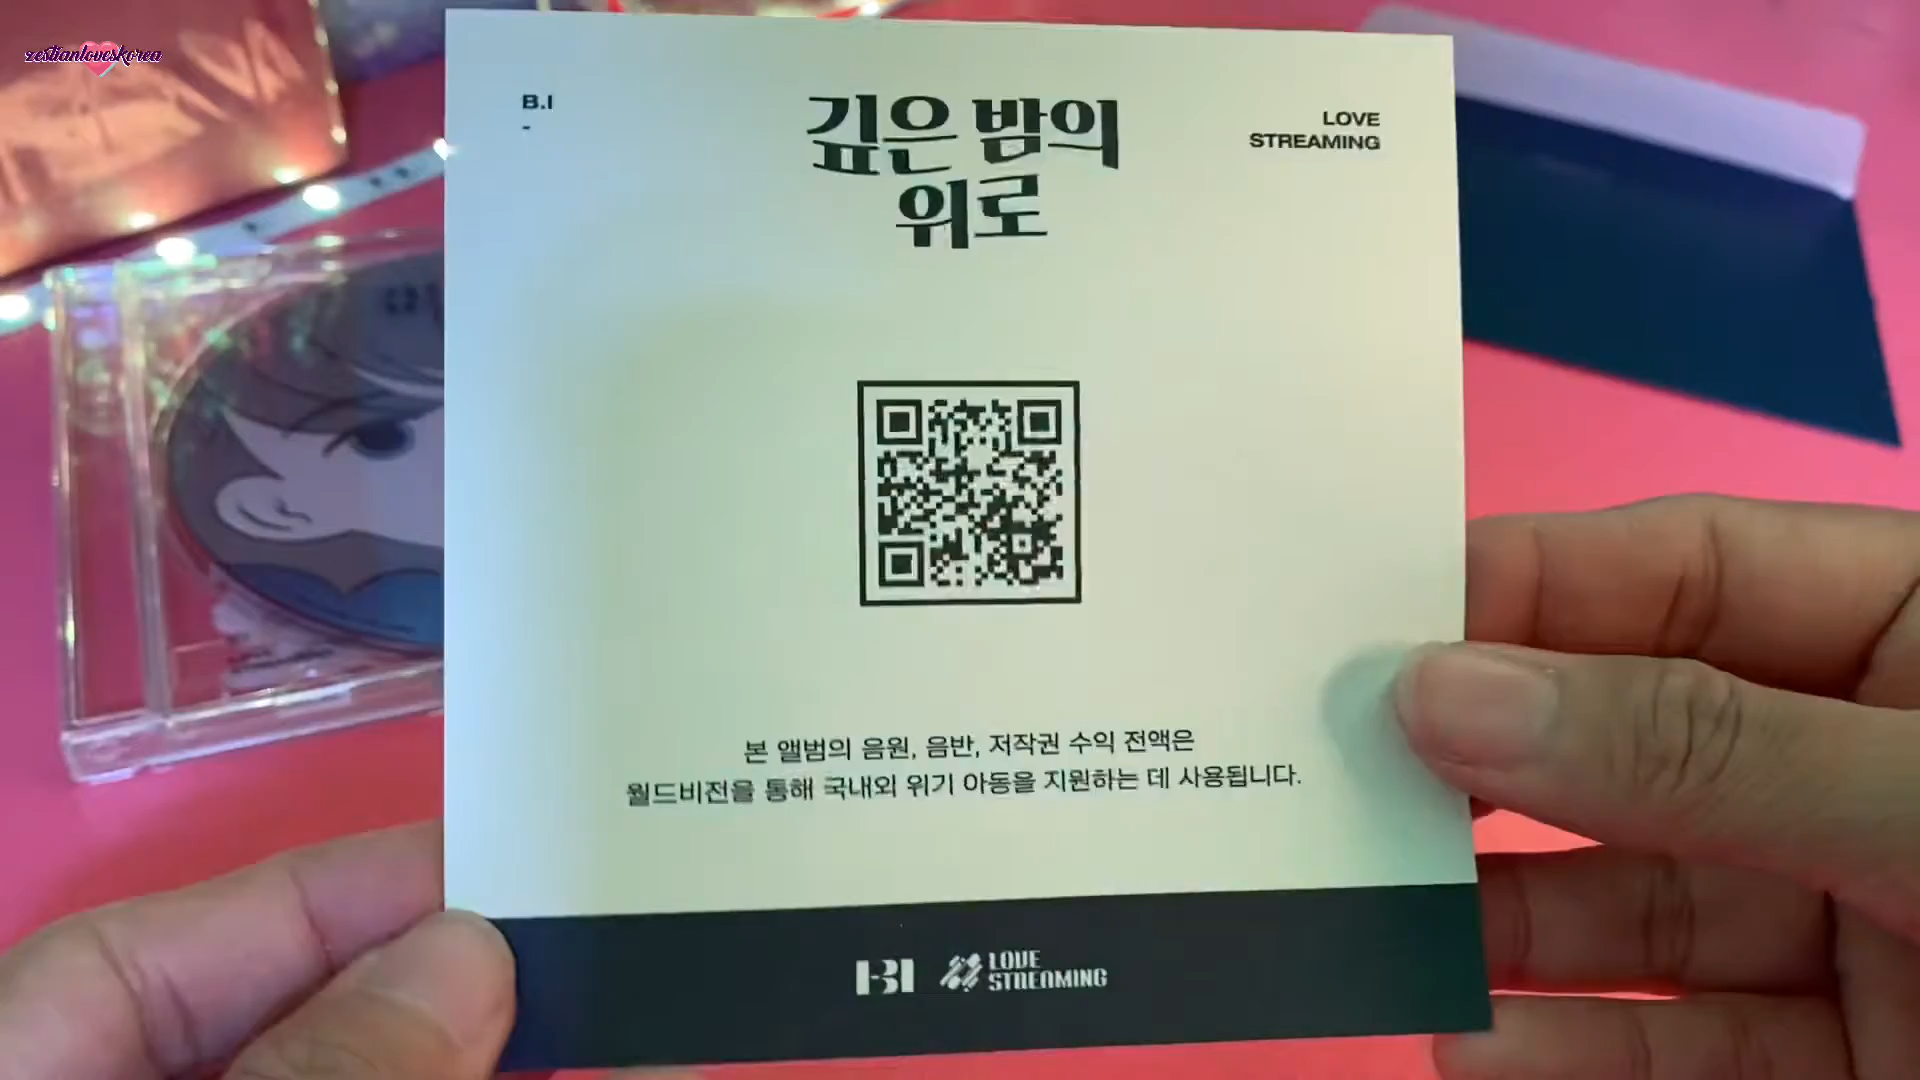 zestianloveskorea
B.I
-
깊은 밤의
위로
LOVE
STREAMING
본 앨범의 음원, 음반, 저작권 수익 전액은
월드비전을 통해 국내외 위기 아동을 지원하는 데 사용됩니다.
BI
LOVE
STREAMING